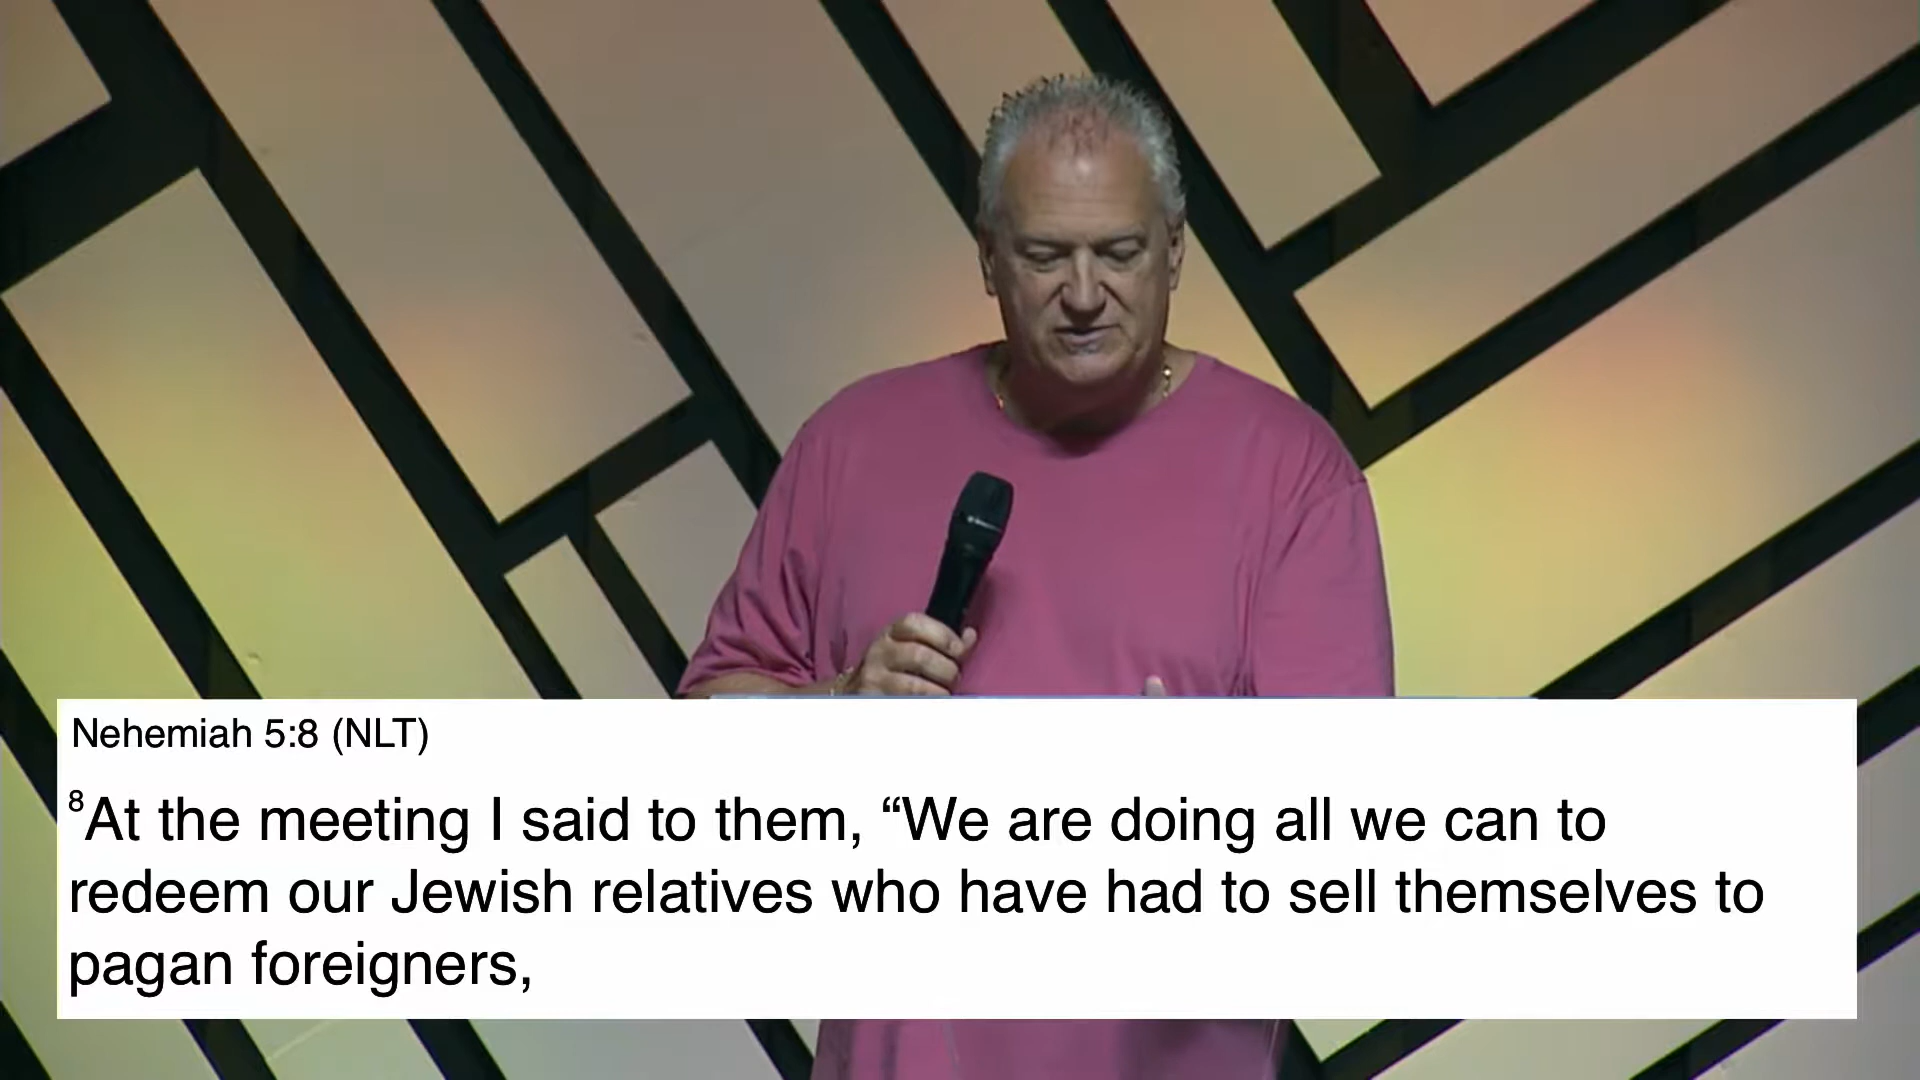 Nehemiah 5:8 (NLT)
⁸At the meeting I said to them, “We are doing all we can to
redeem our Jewish relatives who have had to sell themselves to
pagan foreigners,